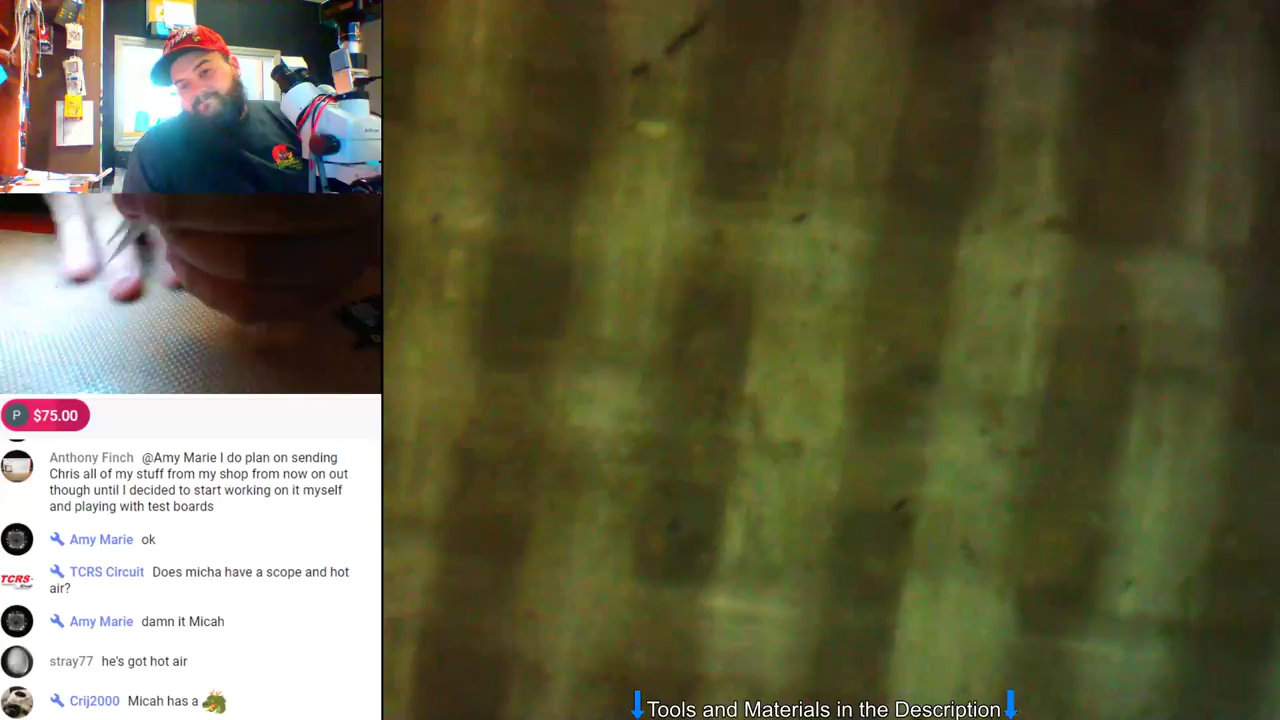 P $75.00
Anthony Finch @Amy Marie I do plan on sending
Chris all of my stuff from my shop from now on out
though until I decided to start working on it myself
and playing with test boards
Amy Marie ok
TCRS Circuit Does micha have a scope and hot
air?
TCRS
Amy Marie damn it Micah
stray77 he's got hot air
Crij2000 Micah has a
Tools and Materials in the Description